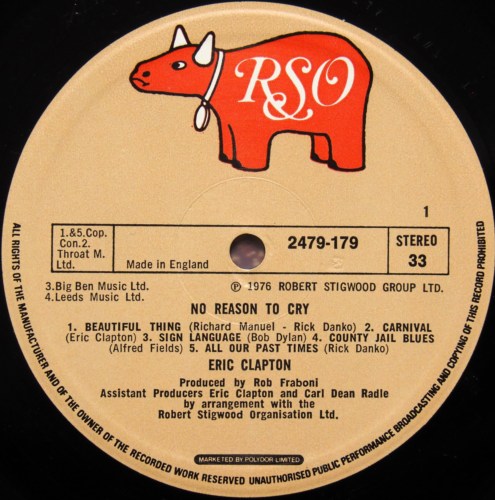 RSO
1
1.&5.Cop.
Con.2.
Throat M.
Ltd.
Made in England
2479-179
STEREO
33
3.Big Ben Music Ltd.
4.Leeds Music Ltd.
℗ 1976 ROBERT STIGWOOD GROUP LTD.
NO REASON TO CRY
1. BEAUTIFUL THING (Richard Manuel - Rick Danko) 2. CARNIVAL
(Eric Clapton) 3. SIGN LANGUAGE (Bob Dylan) 4. COUNTY JAIL BLUES
(Alfred Fields) 5. ALL OUR PAST TIMES (Rick Danko)
ERIC CLAPTON
Produced by Rob Fraboni
Assistant Producers Eric Clapton and Carl Dean Radle
by arrangement with the
Robert Stigwood Organisation Ltd.
MARKETED BY POLYDOR LIMITED
ALL RIGHTS OF THE MANUFACTURER AND OF THE OWNER OF THE RECORDED WORK RESERVED UNAUTHORISED PUBLIC PERFORMANCE BROADCASTING AND COPYING OF THIS RECORD PROHIBITED